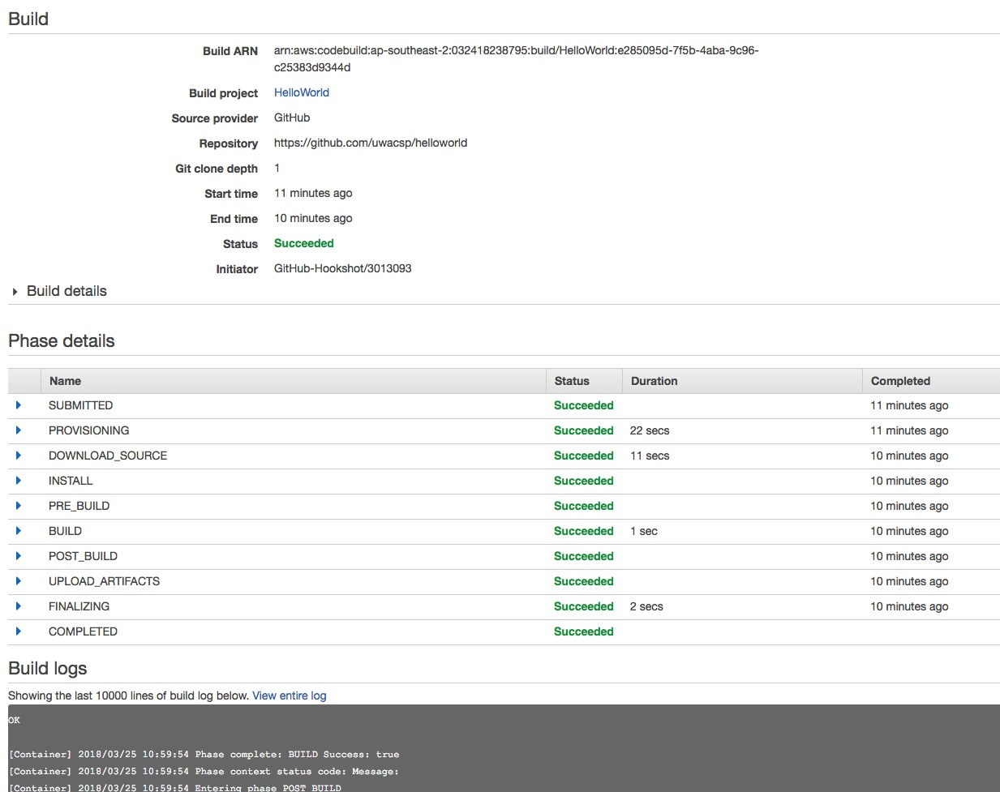 Build
Build ARN arn:aws:codebuild:ap-southeast-2:032418238795:build/HelloWorld:e285095d-7f5b-4aba-9c96-
c25383d9344d
Build project HelloWorld
Source provider GitHub
Repository https://github.com/uwacsp/helloworld
Git clone depth 1
Start time 11 minutes ago
End time 10 minutes ago
Status Succeeded
Initiator GitHub-Hookshot/3013093
Build details
Phase details
Name Status Duration Completed
SUBMITTED Succeeded 11 minutes ago
PROVISIONING Succeeded 22 secs 11 minutes ago
DOWNLOAD_SOURCE Succeeded 11 secs 10 minutes ago
INSTALL Succeeded 10 minutes ago
PRE_BUILD Succeeded 10 minutes ago
BUILD Succeeded 1 sec 10 minutes ago
POST_BUILD Succeeded 10 minutes ago
UPLOAD_ARTIFACTS Succeeded 10 minutes ago
FINALIZING Succeeded 2 secs 10 minutes ago
COMPLETED Succeeded
Build logs
Showing the last 10000 lines of build log below. View entire log
OK
[Container] 2018/03/25 10:59:54 Phase complete: BUILD Success: true
[Container] 2018/03/25 10:59:54 Phase context status code: Message:
[Container] 2018/03/25 10:59:54 Entering phase POST_BUILD